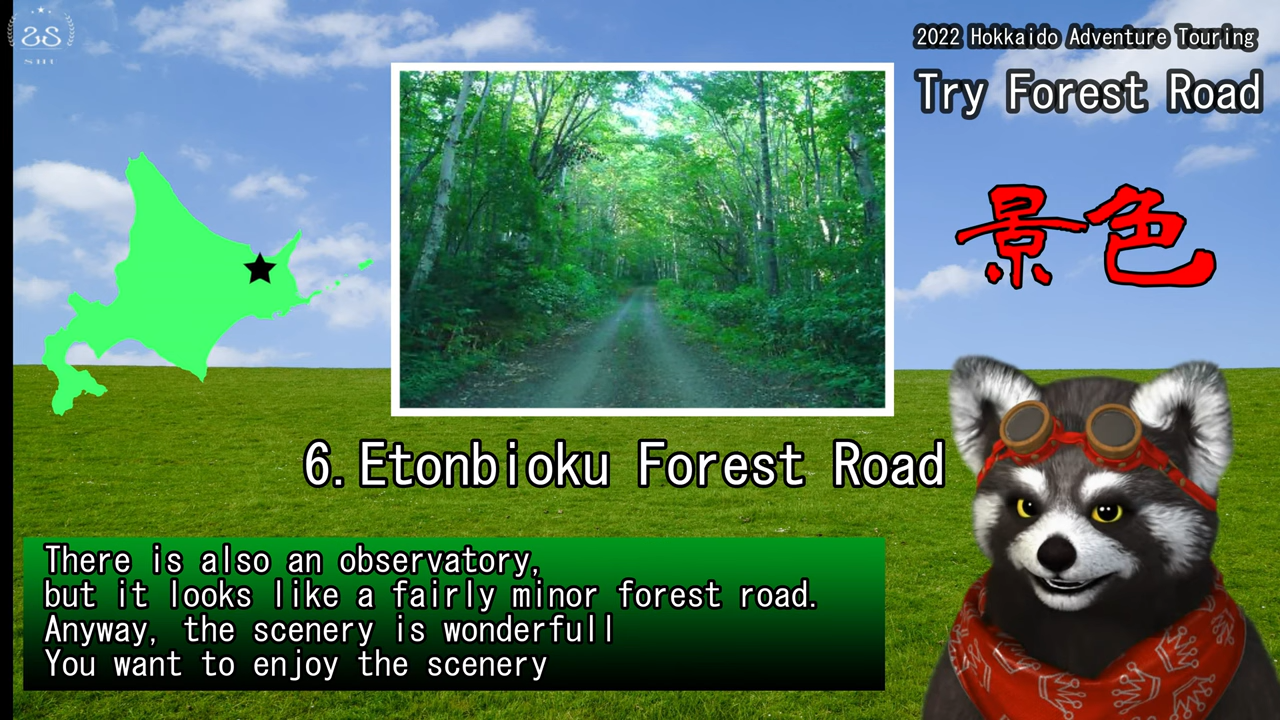 2022 Hokkaido Adventure Touring
Try Forest Road
景色
6.Etonbioku Forest Road
There is also an observatory,
but it looks like a fairly minor forest road.
Anyway, the scenery is wonderfull
You want to enjoy the scenery